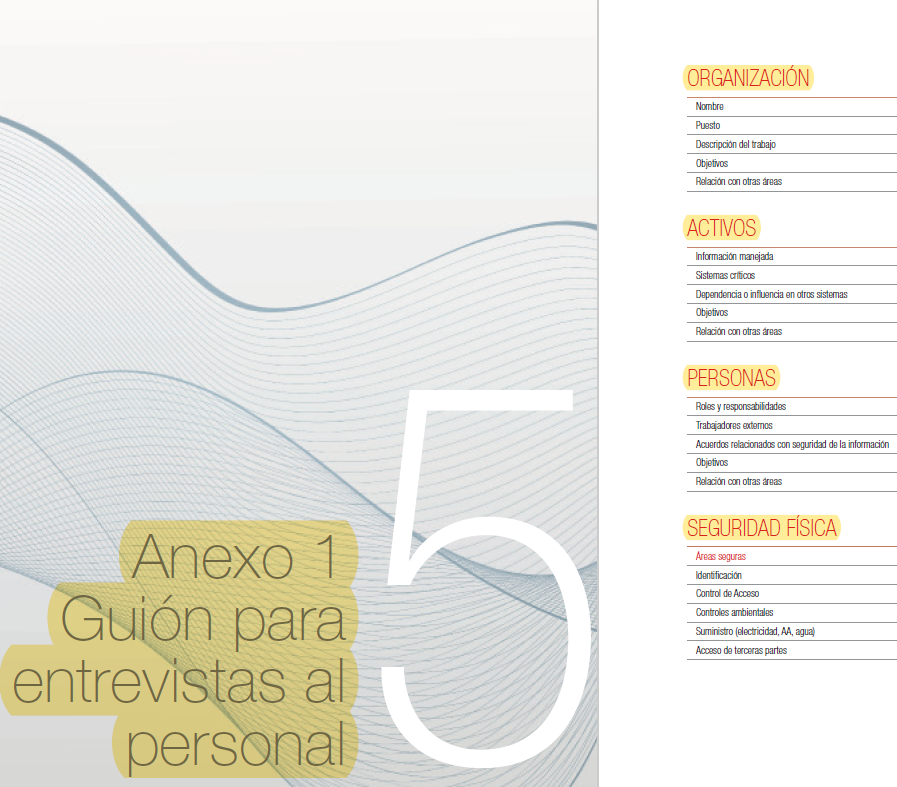 5
Anexo 1
Guión para
entrevistas al
personal
ORGANIZACIÓN
Nombre
Puesto
Descripción del trabajo
Objetivos
Relación con otras áreas
ACTIVOS
Información manejada
Sistemas críticos
Dependencia o influencia en otros sistemas
Objetivos
Relación con otras áreas
PERSONAS
Roles y responsabilidades
Trabajadores externos
Acuerdos relacionados con seguridad de la información
Objetivos
Relación con otras áreas
SEGURIDAD FÍSICA
Areas seguras
Identificación
Control de Acceso
Controles ambientales
Suministro (electricidad, AA, agua)
Acceso de terceras partes